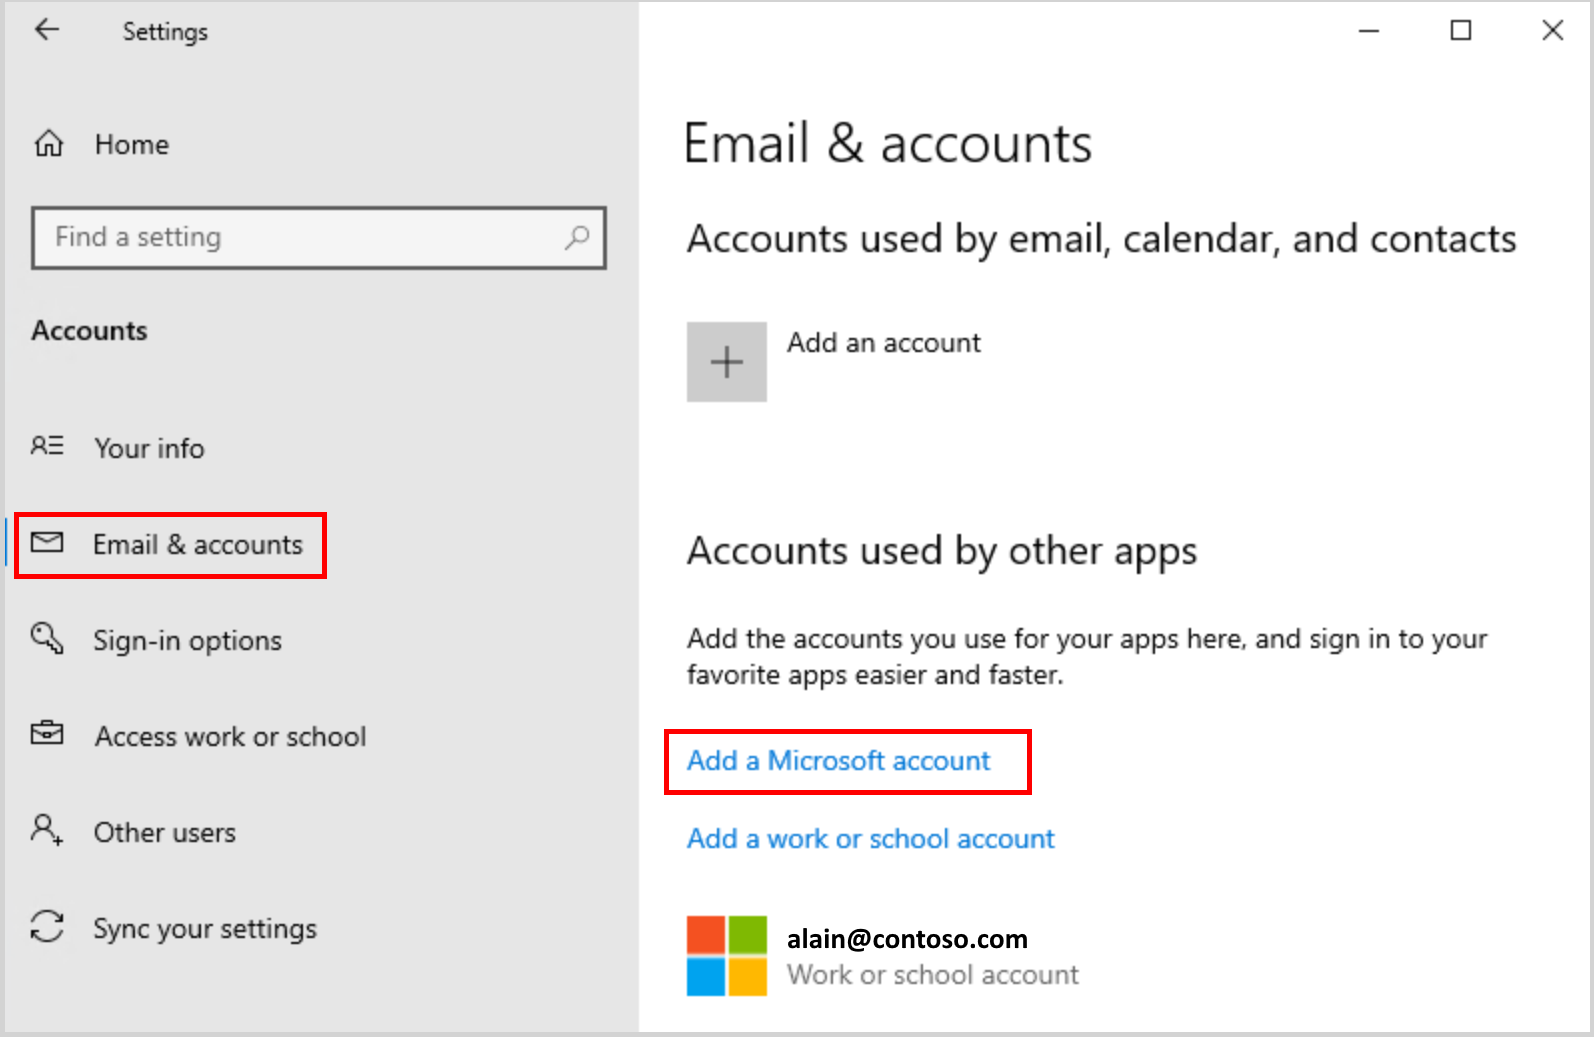 Settings
Home
Find a setting
Accounts
Your info
Email & accounts
Sign-in options
Access work or school
Other users
Sync your settings
Email & accounts
Accounts used by email, calendar, and contacts
Add an account
Accounts used by other apps
Add the accounts you use for your apps here, and sign in to your
favorite apps easier and faster.
Add a Microsoft account
Add a work or school account
alain@contoso.com
Work or school account